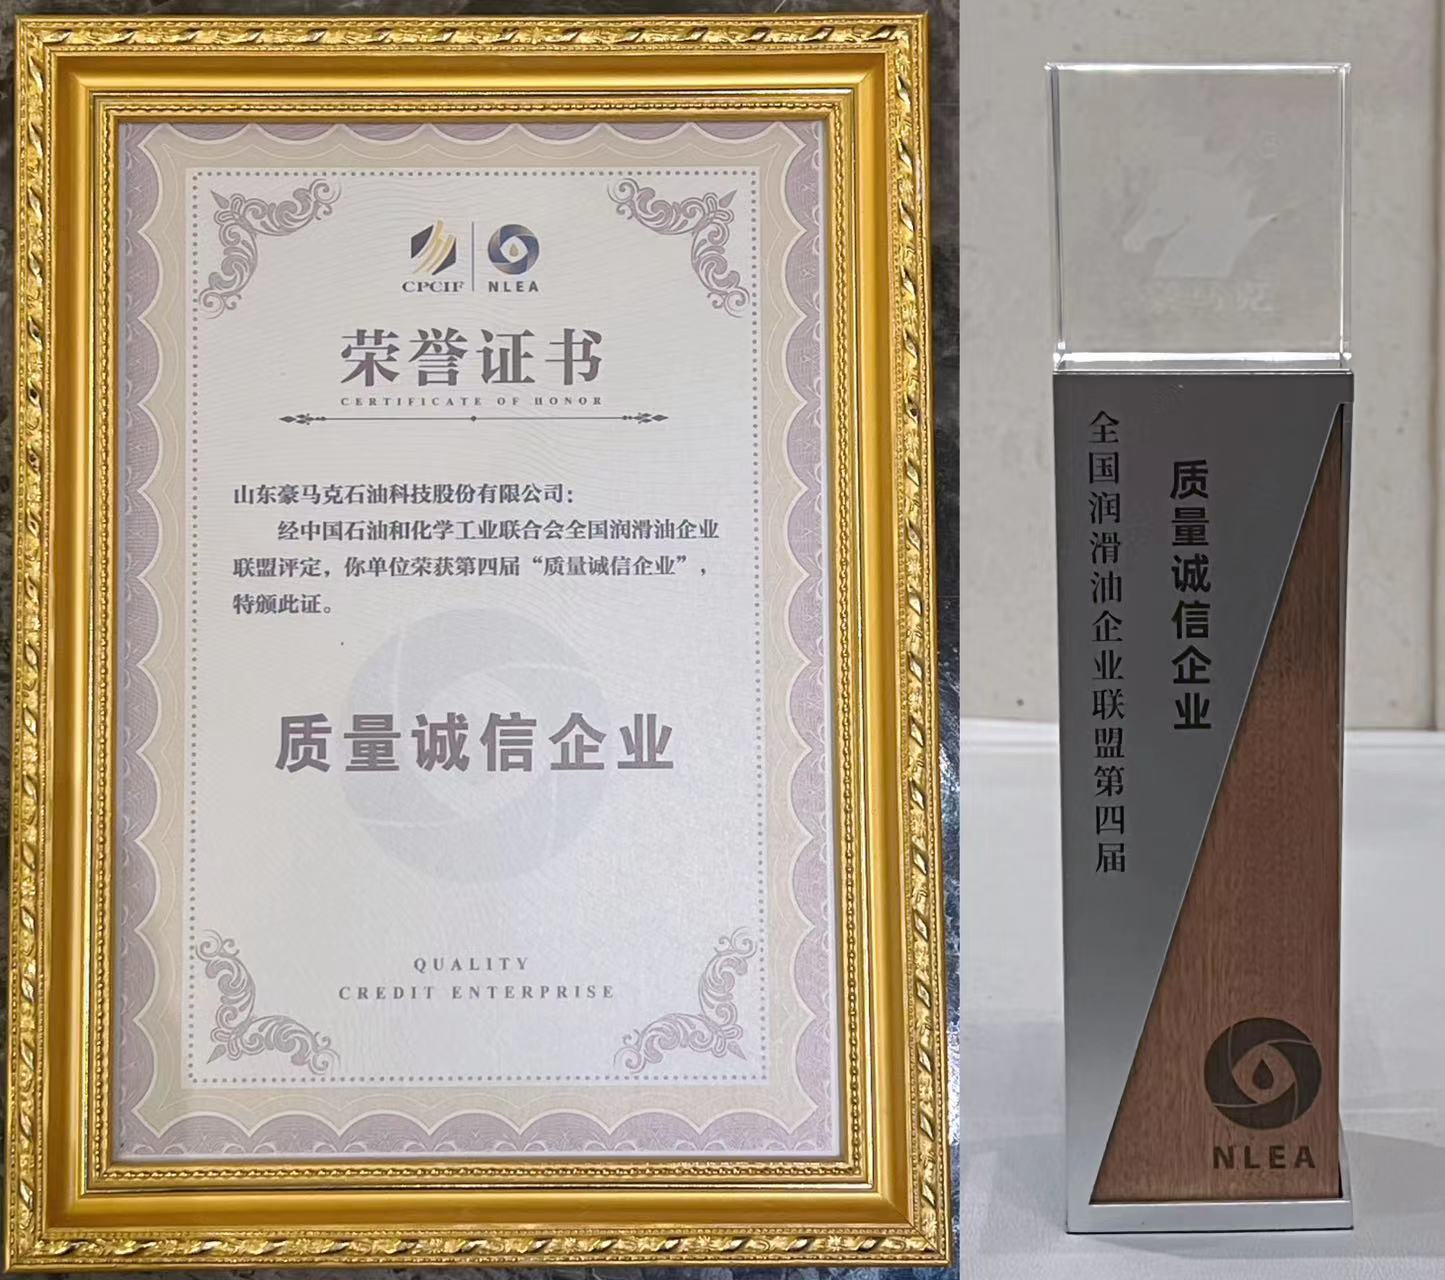 CPCIF
NLEA
荣誉证书
CERTIFICATE OF HONOR
山东豪马克石油科技股份有限公司：
经中国石油和化学工业联合会全国润滑油企业
联盟评定，你单位荣获第四届“质量诚信企业”，
特颁此证。
质量诚信企业
QUALITY
CREDIT ENTERPRISE
豪马克
全国润滑油企业联盟第四届
质量诚信企业
NLEA